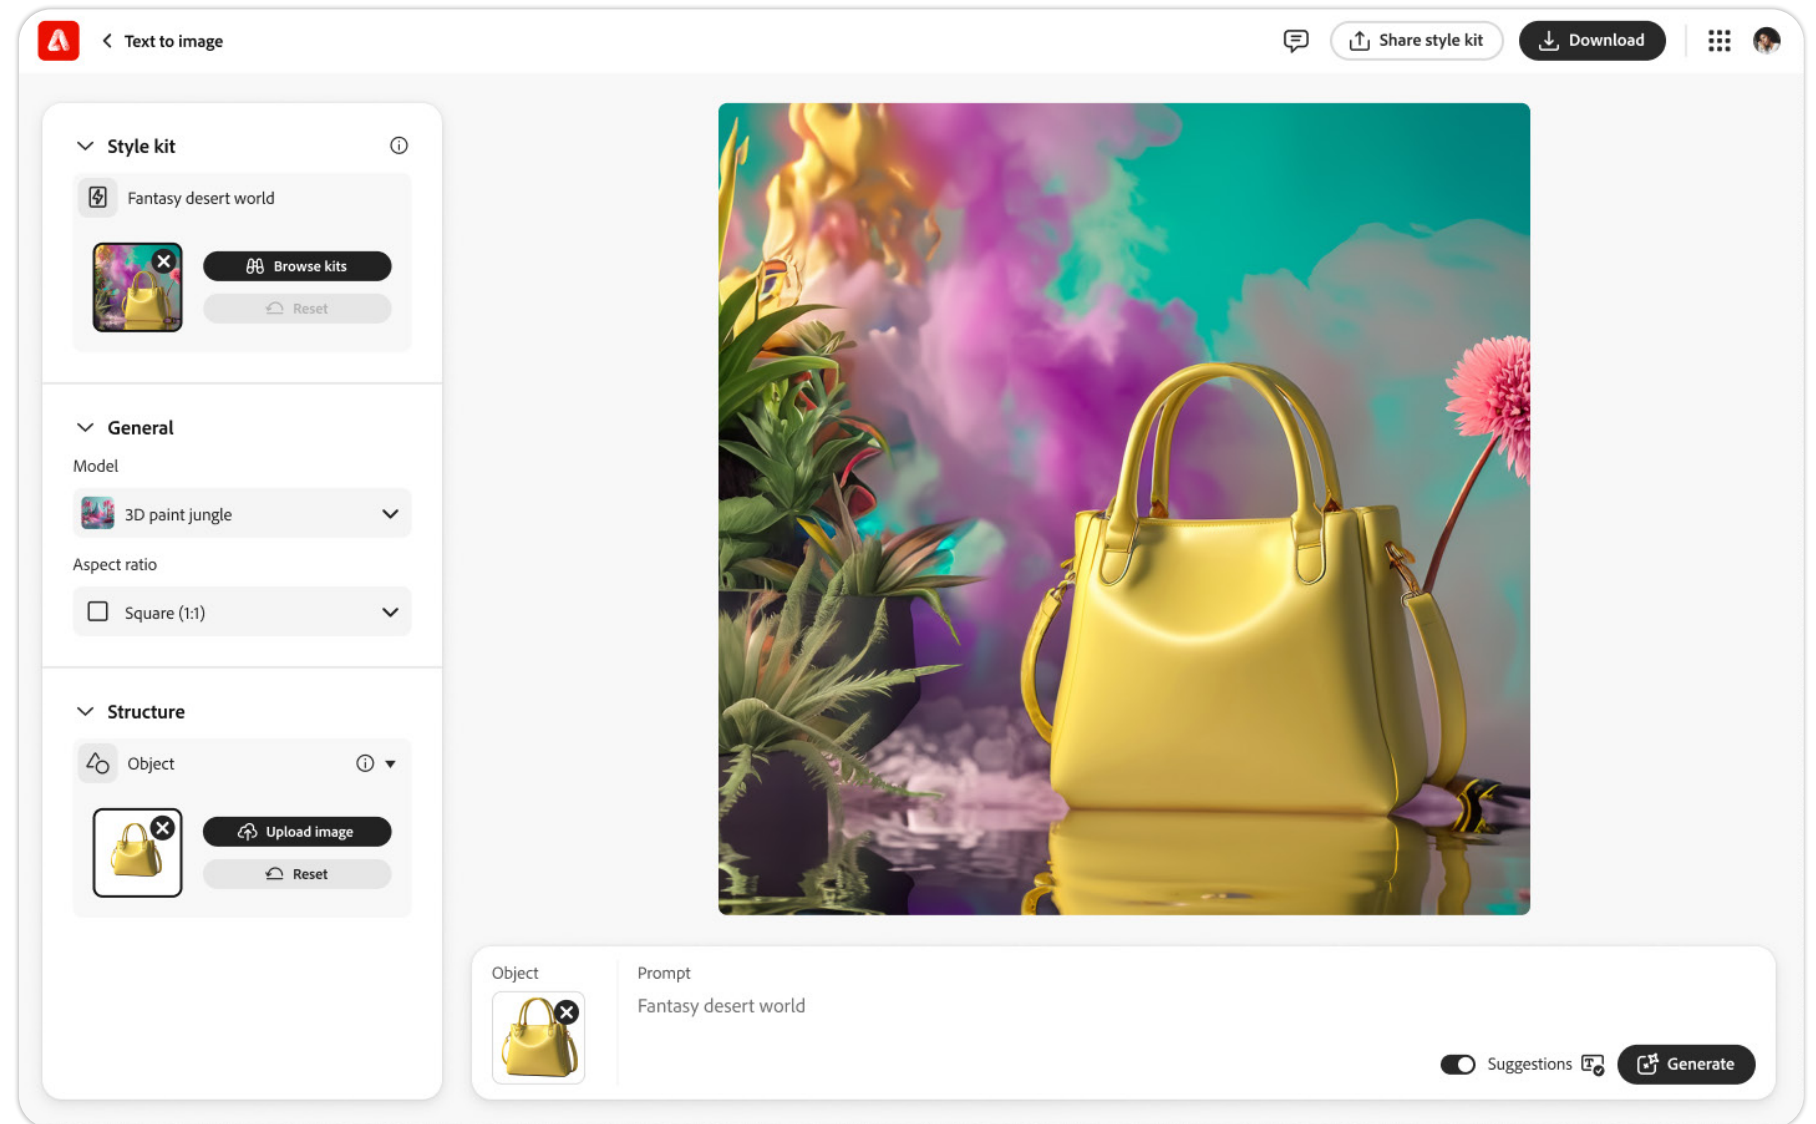 Text to image
Share style kit
Download
Style kit
Fantasy desert world
Browse kits
Reset
General
Model
3D paint jungle
Aspect ratio
Square (1:1)
Structure
Object
Upload image
Reset
Object
Prompt
Fantasy desert world
Suggestions
Generate